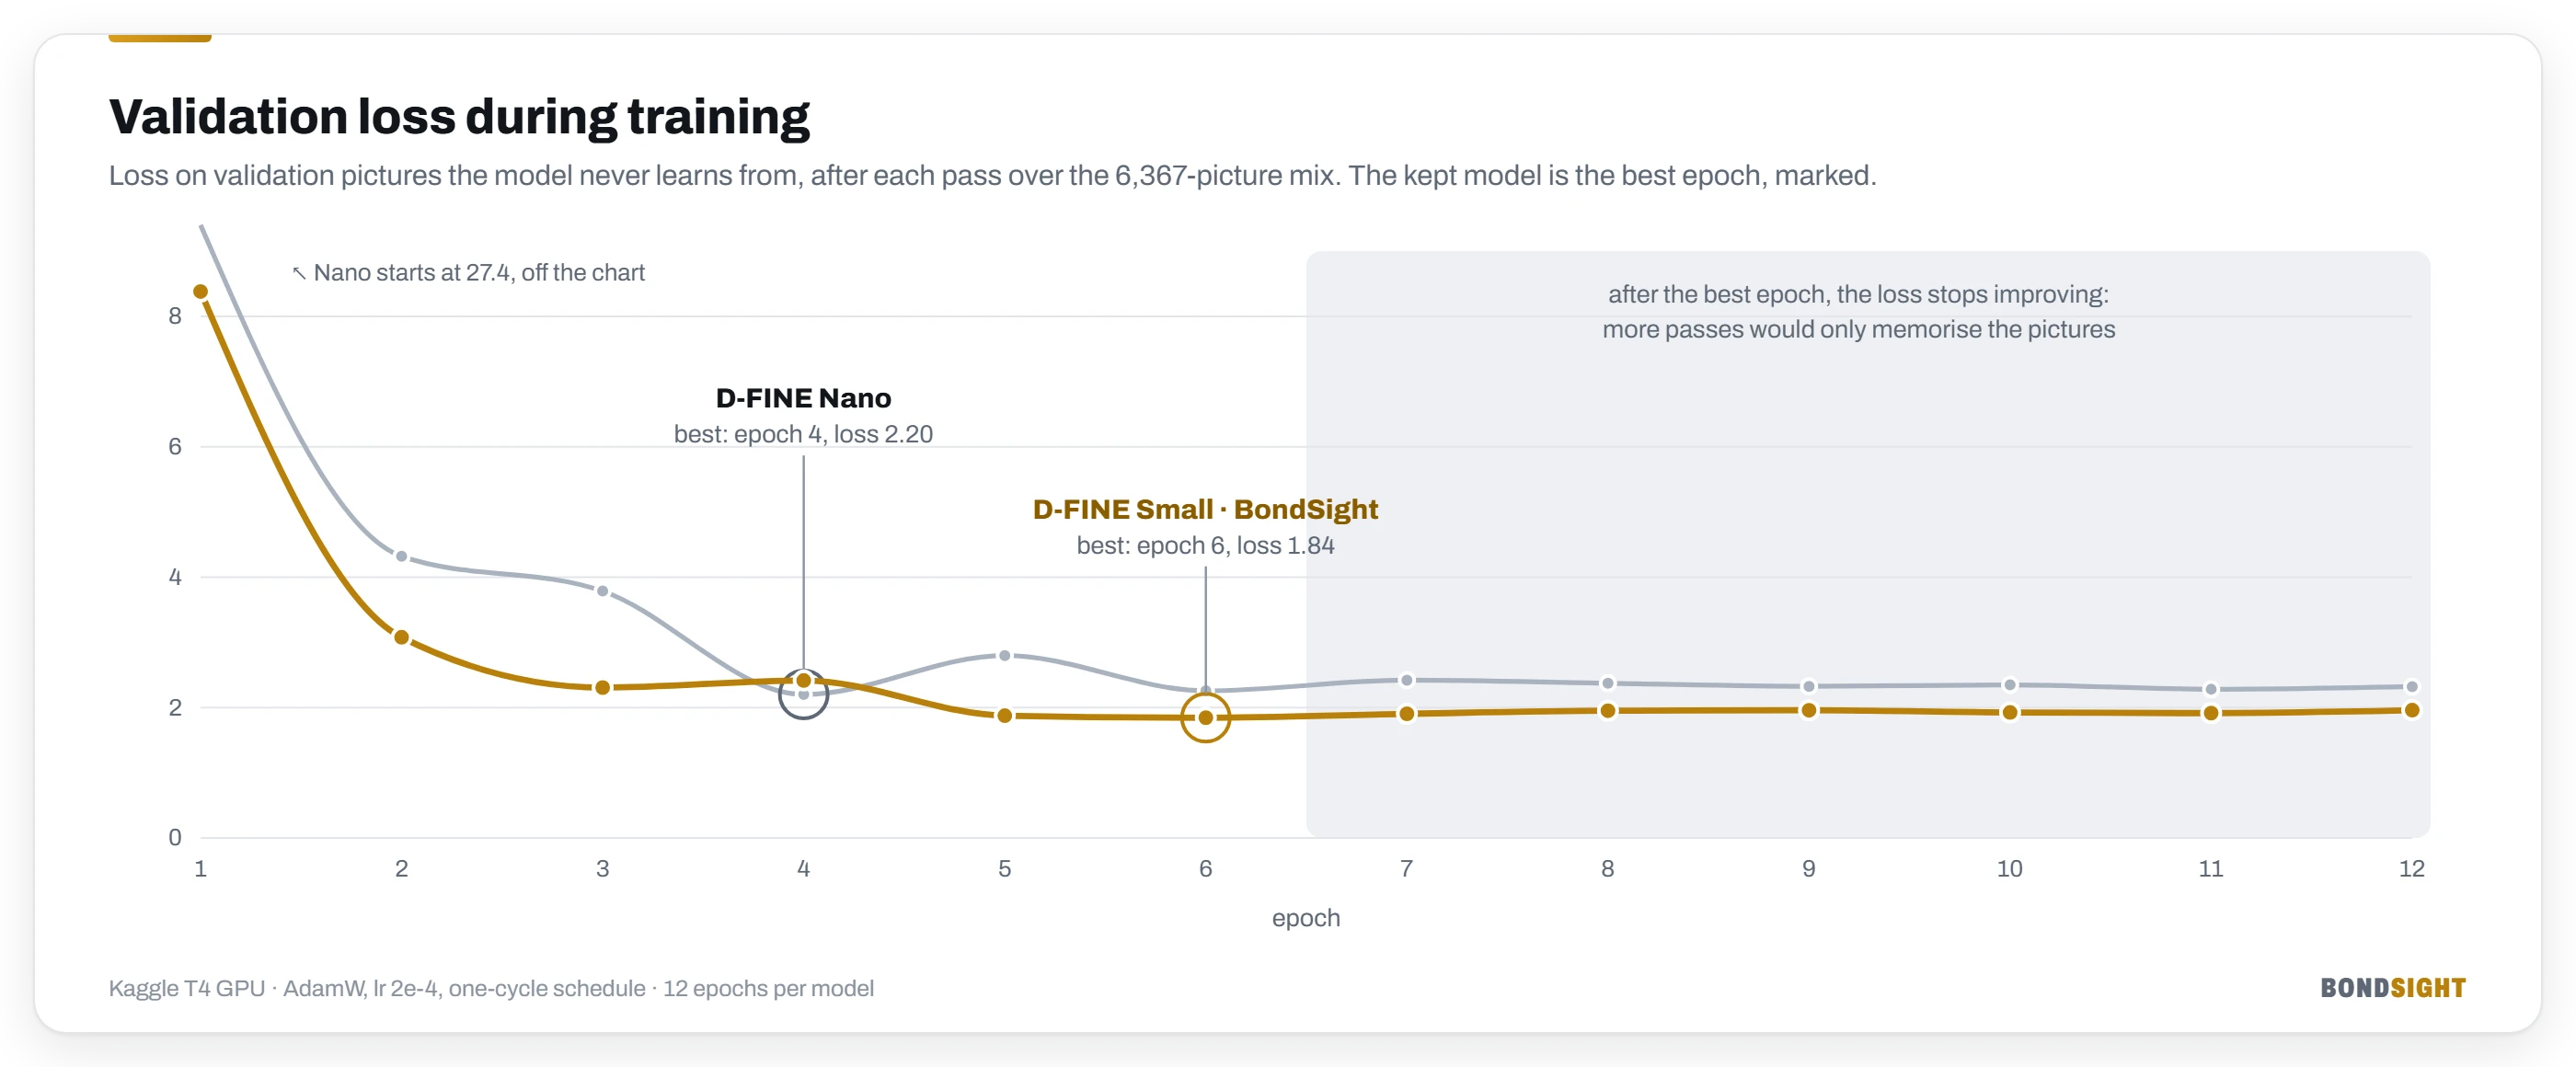 Validation loss during training
Loss on validation pictures the model never learns from, after each pass over the 6,367-picture mix. The kept model is the best epoch, marked.
↖ Nano starts at 27.4, off the chart
after the best epoch, the loss stops improving:
more passes would only memorise the pictures
8
D-FINE Nano
best: epoch 4, loss 2.20
6
D-FINE Small · BondSight
best: epoch 6, loss 1.84
4
2
0
1 2 3 4 5 6 7 8 9 10 11 12
epoch
Kaggle T4 GPU · AdamW, lr 2e-4, one-cycle schedule · 12 epochs per model
BONDSIGHT